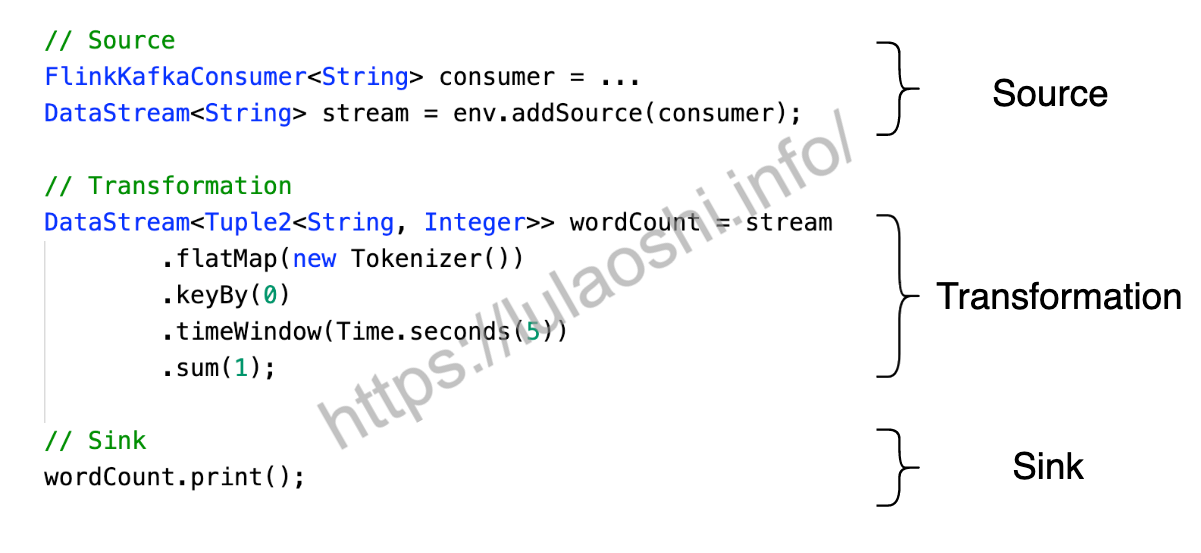 // Source
FlinkKafkaConsumer<String> consumer = ...
DataStream<String> stream = env.addSource(consumer);
Source
// Transformation
DataStream<Tuple2<String, Integer>> wordCount = stream
.flatMap(new Tokenizer())
.keyBy(0)
.timeWindow(Time.seconds(5))
.sum(1);
Transformation
// Sink
wordCount.print();
Sink
https://lulaoshi.info/